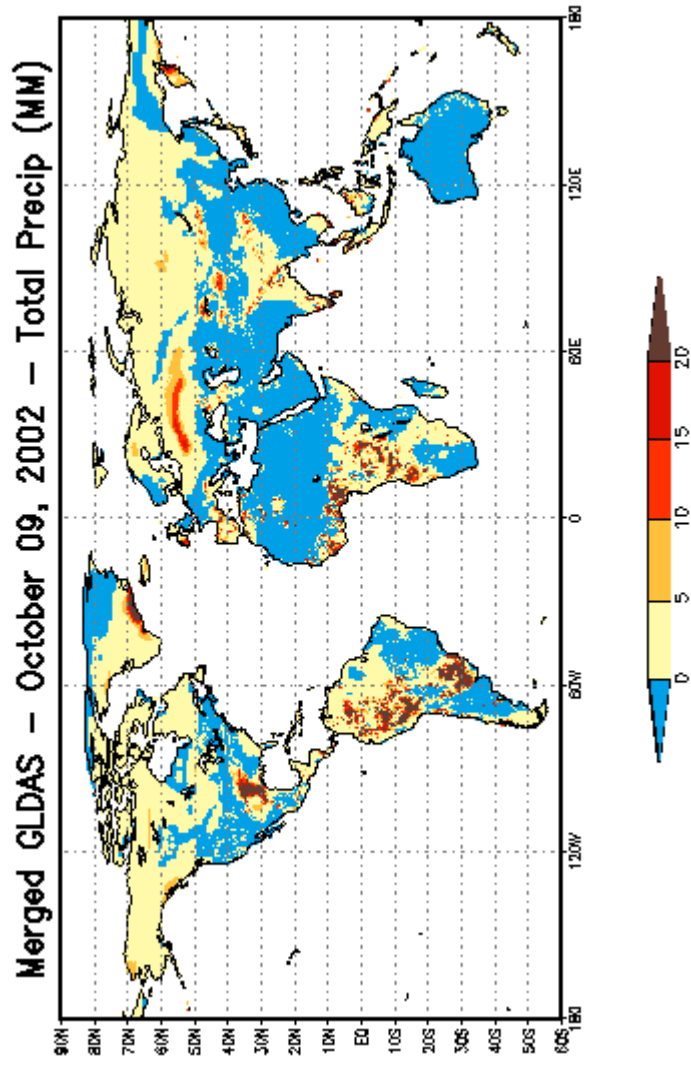 Merged GLDAS – October 09, 2002 – Total Precip (MM)
90N
80N
70N
60N
50N
40N
30N
20N
10N
EQ
10S
20S
30S
40S
50S
60S
180
120W
60W
0
60E
120E
180
0
5
10
15
20